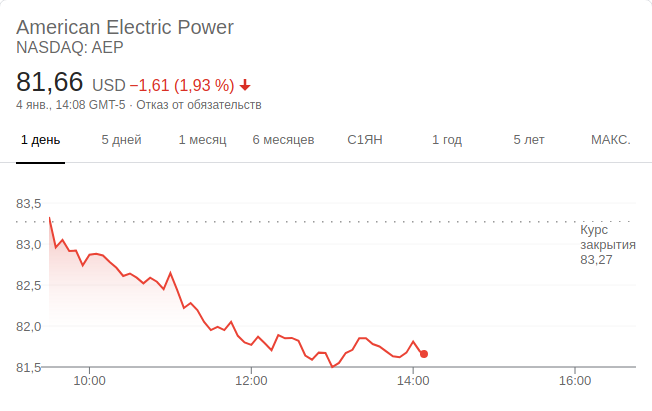 American Electric Power
NASDAQ: AEP
81,66 USD −1,61 (1,93 %)
4 янв., 14:08 GMT-5 · Отказ от обязательств
1 день 5 дней 1 месяц 6 месяцев С1ЯН 1 год 5 лет МАКС.
83,5
Курс
83,0 закрытия
83,27
82,5
82,0
81,5
10:00 12:00 14:00 16:00